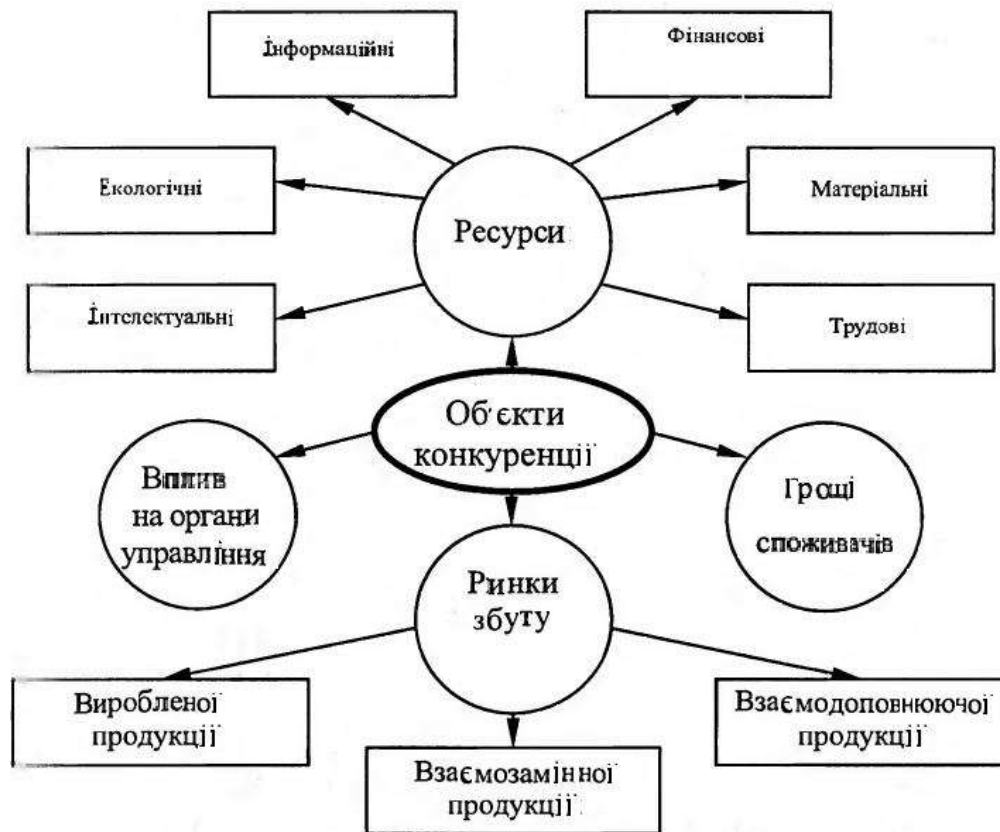 Інформаційні
Фінансові
Екологічні
Матеріальні
Ресурси
Інтелектуальні
Трудові
Об'єкти
конкуренції
Вплив
на органи
управління
Гроші
споживачів
Ринки
збуту
Виробленої
продукції
Взаємодоповнюючої
продукції
Взаємозамінної
продукції